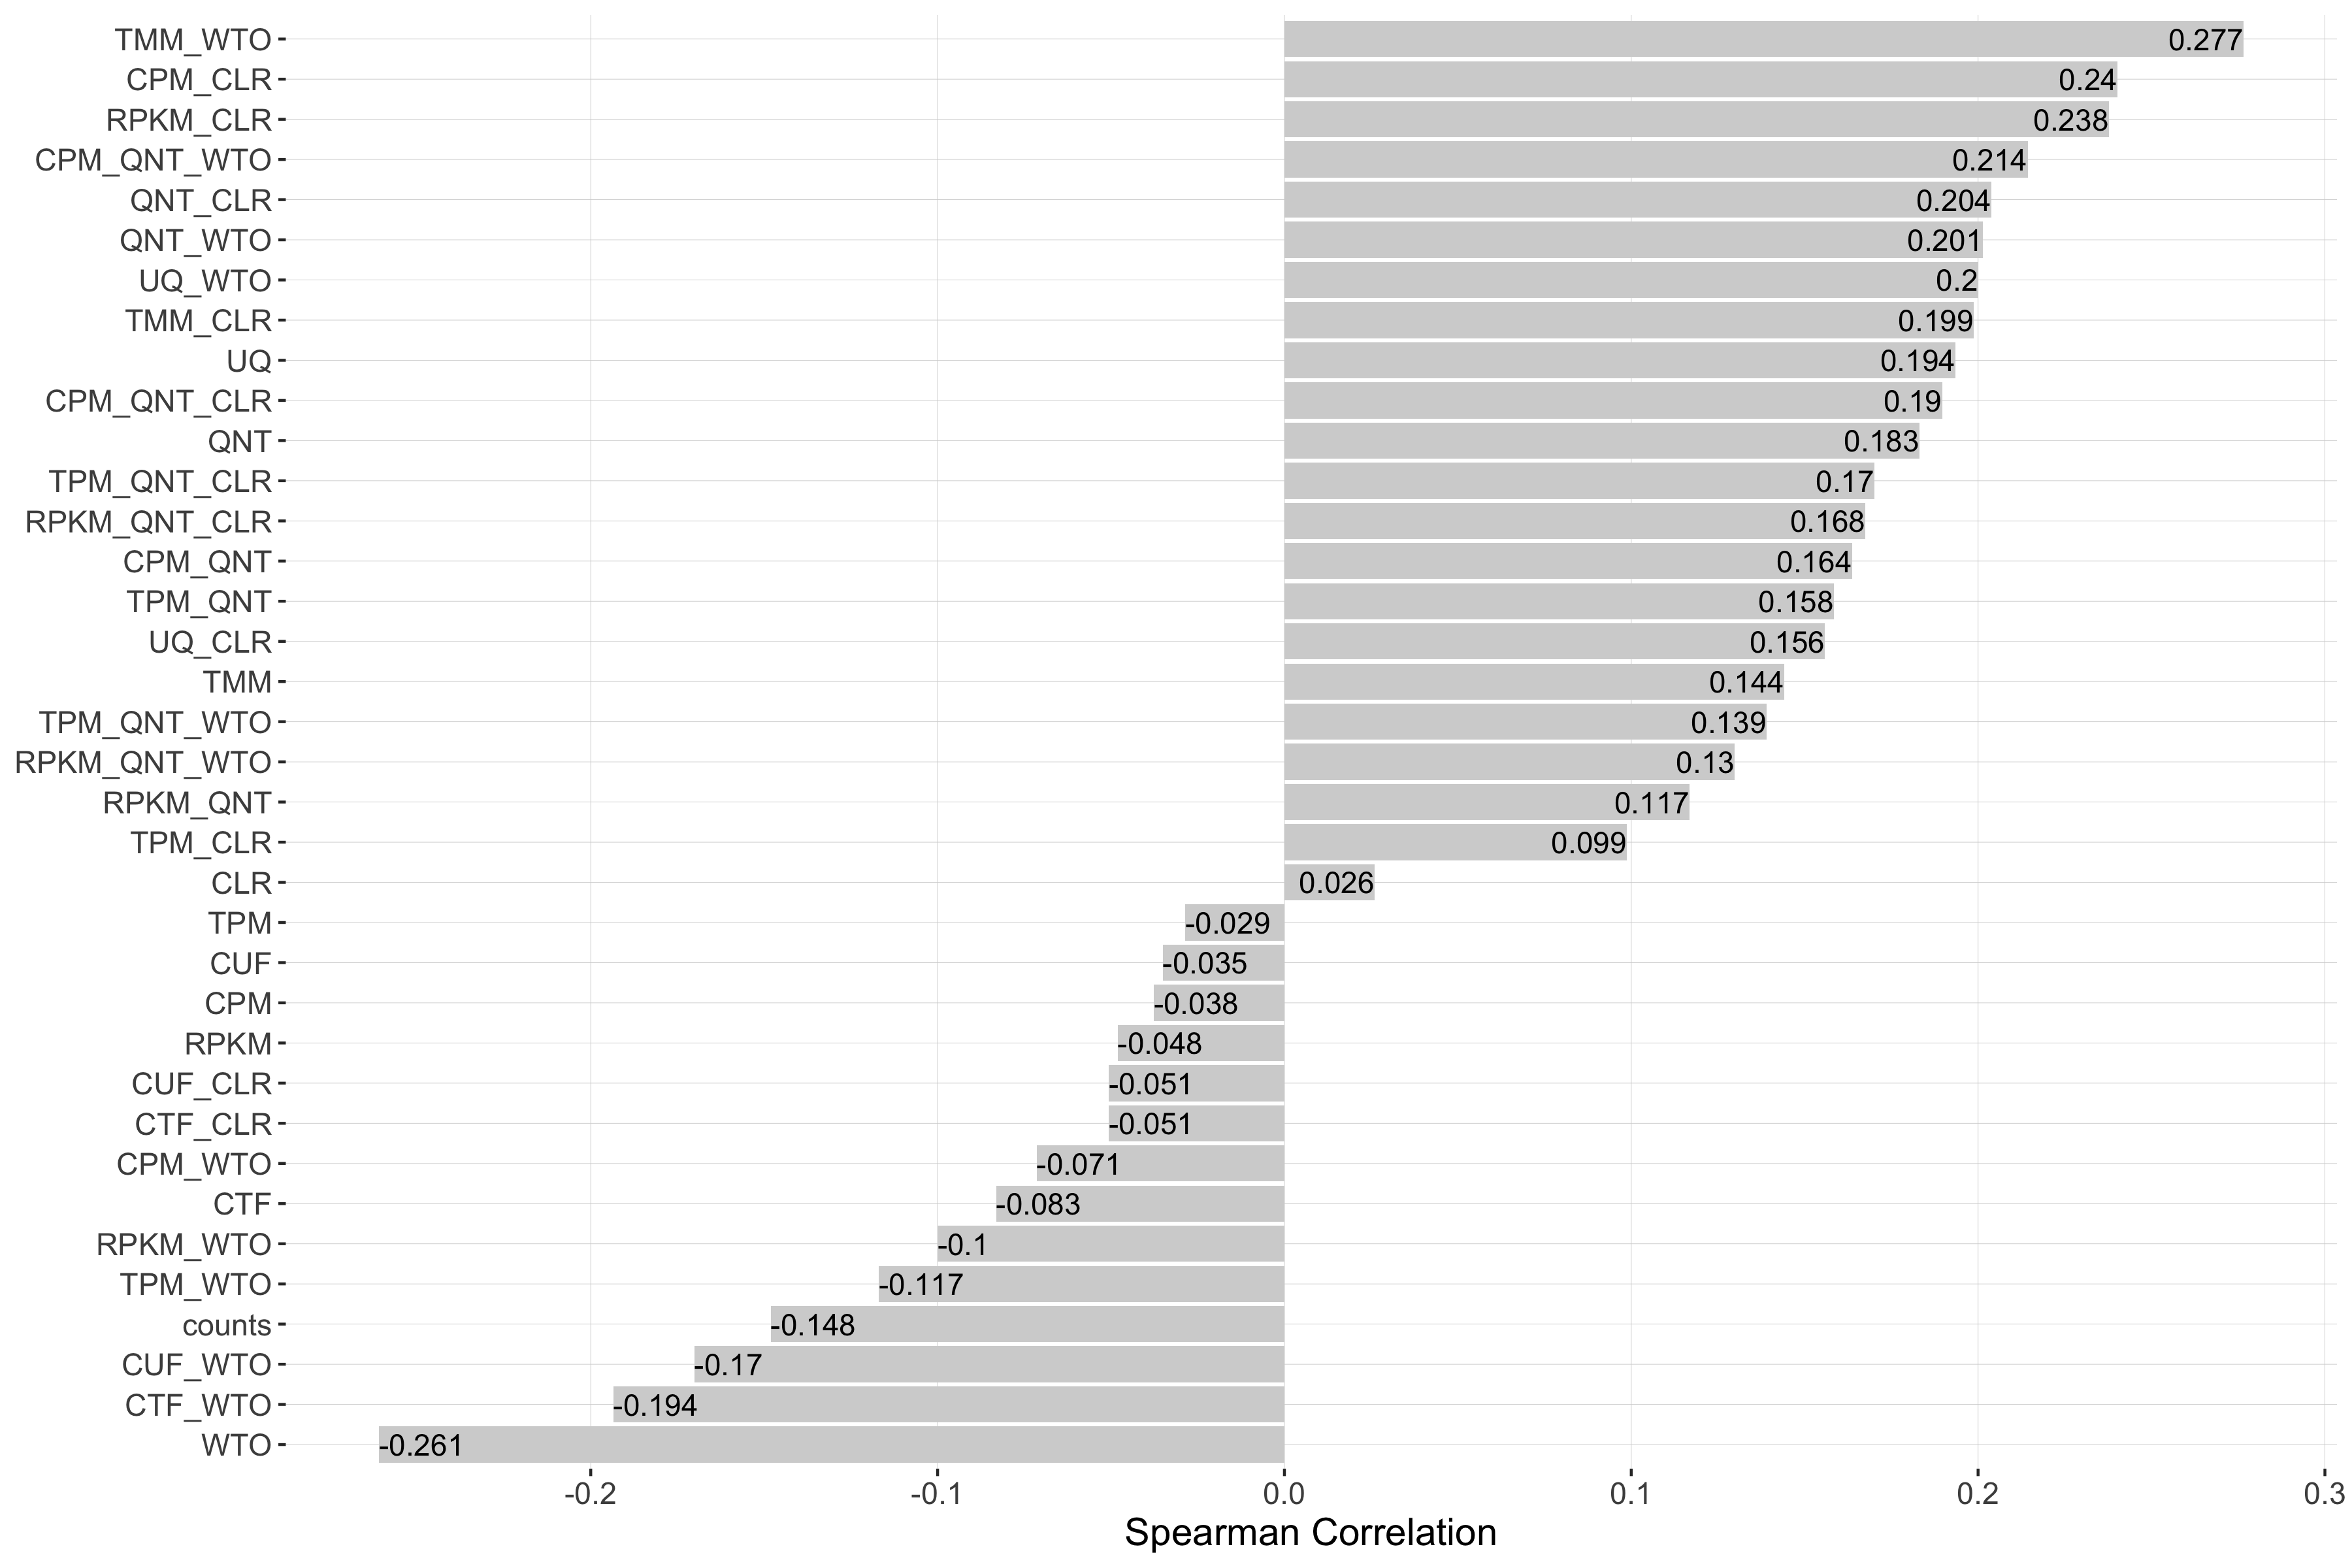 TMM_WTO 0.277
CPM_CLR 0.24
RPKM_CLR 0.238
CPM_QNT_WTO 0.214
QNT_CLR 0.204
QNT_WTO 0.201
UQ_WTO 0.2
TMM_CLR 0.199
UQ 0.194
CPM_QNT_CLR 0.19
QNT 0.183
TPM_QNT_CLR 0.17
RPKM_QNT_CLR 0.168
CPM_QNT 0.164
TPM_QNT 0.158
UQ_CLR 0.156
TMM 0.144
TPM_QNT_WTO 0.139
RPKM_QNT_WTO 0.13
RPKM_QNT 0.117
TPM_CLR 0.099
CLR 0.026
TPM -0.029
CUF -0.035
CPM -0.038
RPKM -0.048
CUF_CLR -0.051
CTF_CLR -0.051
CPM_WTO -0.071
CTF -0.083
RPKM_WTO -0.1
TPM_WTO -0.117
counts -0.148
CUF_WTO -0.17
CTF_WTO -0.194
WTO -0.261
-0.2 -0.1 0.0 0.1 0.2 0.3
Spearman Correlation